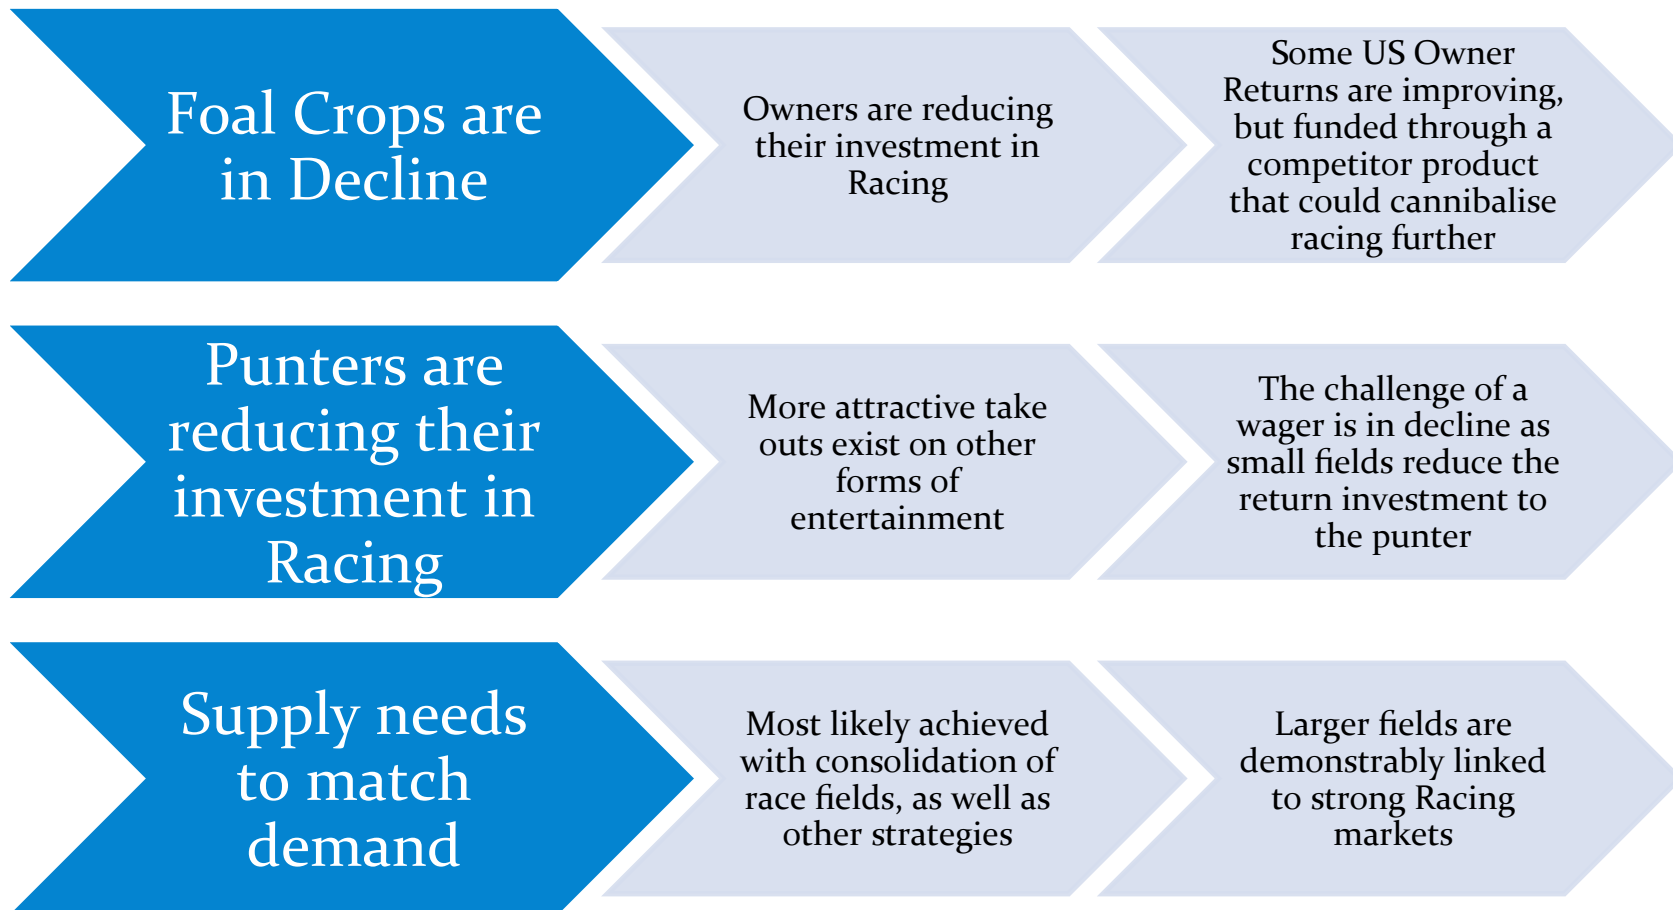 Foal Crops are
in Decline
Owners are reducing
their investment in
Racing
Some US Owner
Returns are improving,
but funded through a
competitor product
that could cannibalise
racing further
Punters are
reducing their
investment in
Racing
More attractive take
outs exist on other
forms of
entertainment
The challenge of a
wager is in decline as
small fields reduce the
return investment to
the punter
Supply needs
to match
demand
Most likely achieved
with consolidation of
race fields, as well as
other strategies
Larger fields are
demonstrably linked
to strong Racing
markets